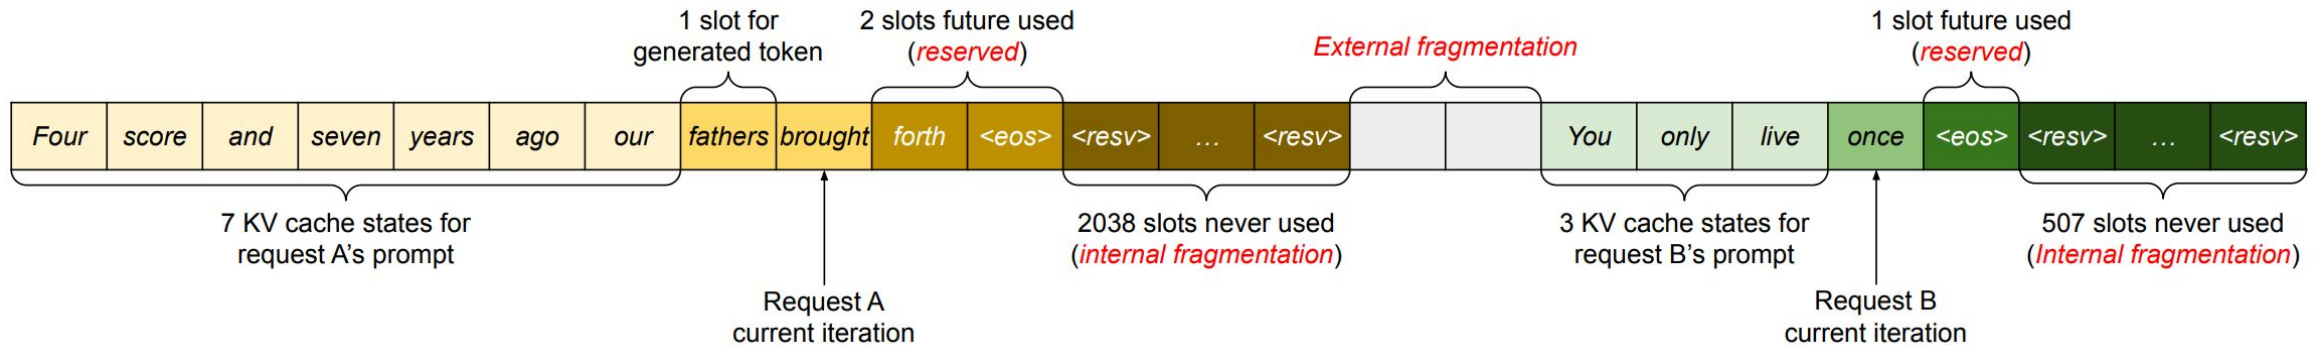 1 slot for
generated token
2 slots future used
(reserved)
External fragmentation
1 slot future used
(reserved)
Four score and seven years ago our fathers brought forth <eos> <resv> ... <resv> You only live once <eos> <resv> ... <resv>
7 KV cache states for
request A's prompt
2038 slots never used
(internal fragmentation)
3 KV cache states for
request B's prompt
507 slots never used
(Internal fragmentation)
Request A
current iteration
Request B
current iteration